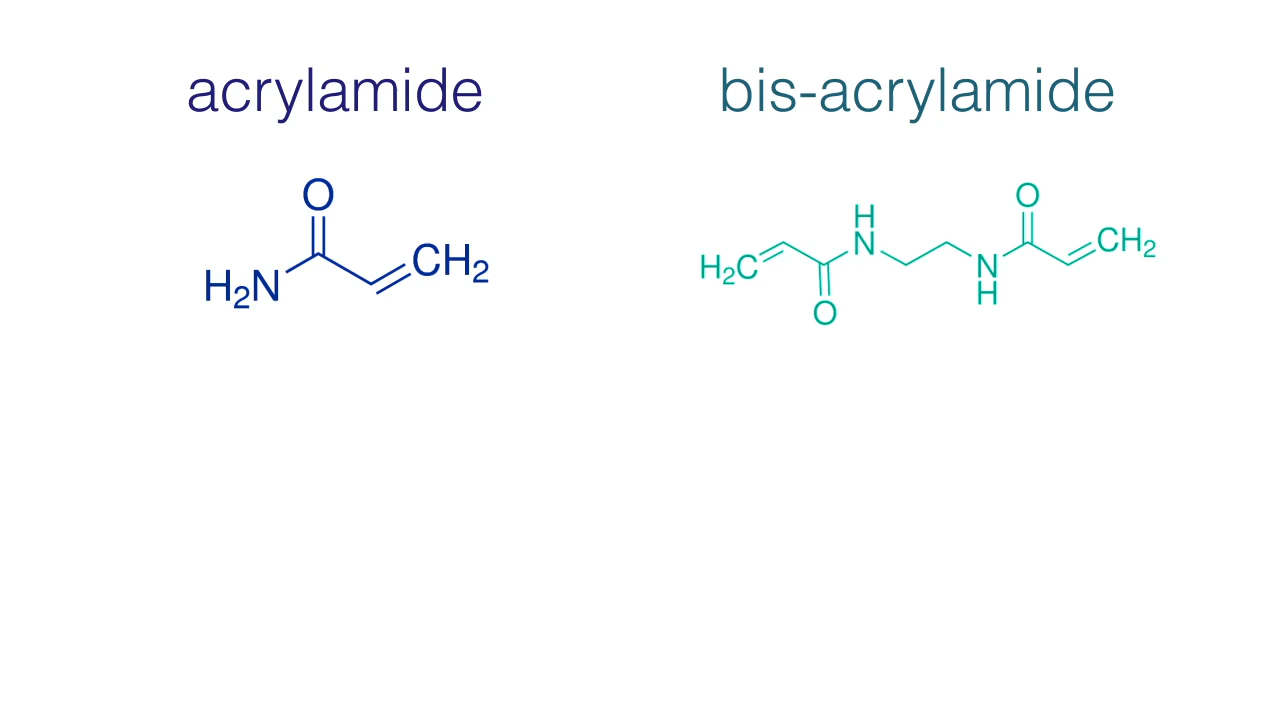 acrylamide
bis-acrylamide
O
H₂N
CH₂
H
N
O
H₂C
CH₂
N
H
O